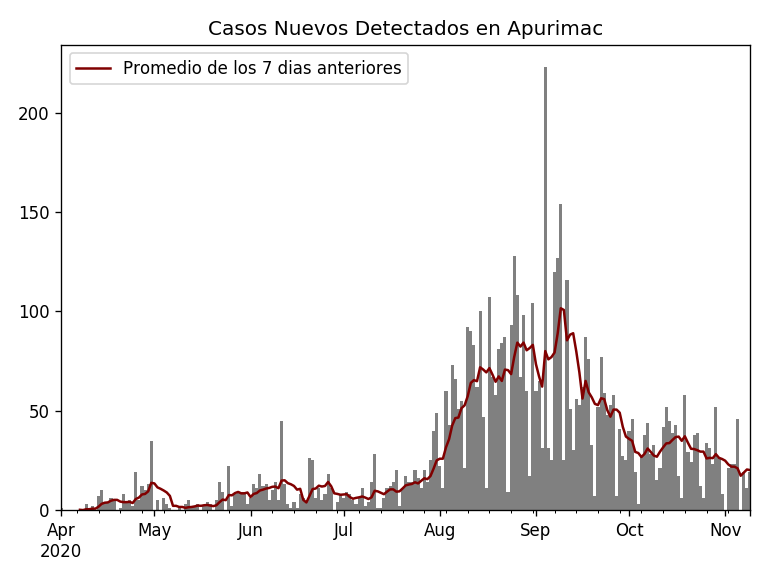 Casos Nuevos Detectados en Apurimac
Promedio de los 7 dias anteriores
200
150
100
50
0
Apr May Jun Jul Aug Sep Oct Nov
2020